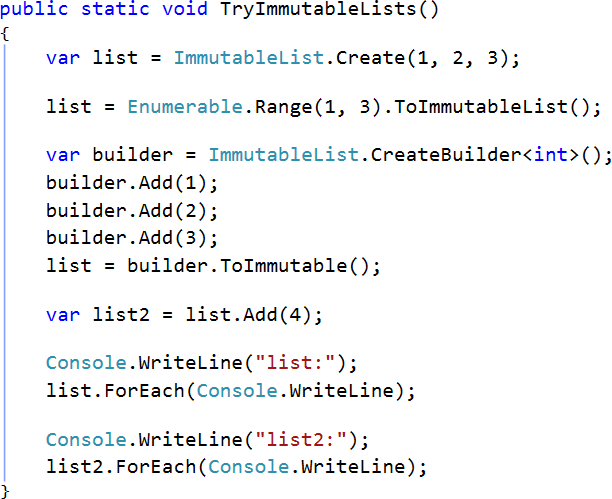 public static void TryImmutableLists()
{
var list = ImmutableList.Create(1, 2, 3);
list = Enumerable.Range(1, 3).ToImmutableList();
var builder = ImmutableList.CreateBuilder<int>();
builder.Add(1);
builder.Add(2);
builder.Add(3);
list = builder.ToImmutable();
var list2 = list.Add(4);
Console.WriteLine("list:");
list.ForEach(Console.WriteLine);
Console.WriteLine("list2:");
list2.ForEach(Console.WriteLine);
}